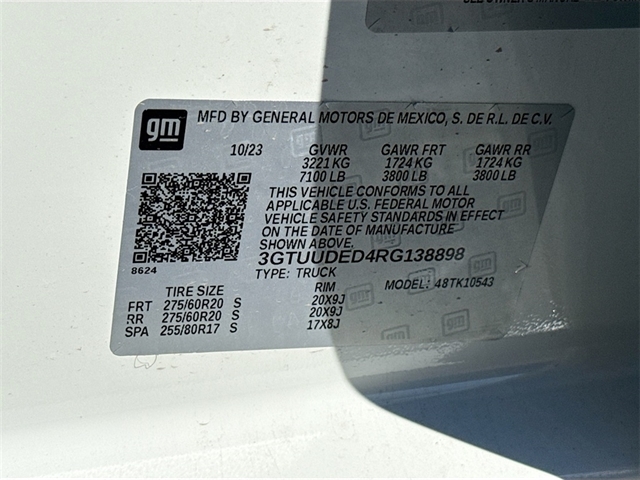 gm
MFD BY GENERAL MOTORS DE MEXICO, S. DE R.L. DE C.V.
10/23 GVWR GAWR FRT GAWR RR
3221 KG 1724 KG 1724 KG
7100 LB 3800 LB 3800 LB
THIS VEHICLE CONFORMS TO ALL
APPLICABLE U.S. FEDERAL MOTOR
VEHICLE SAFETY STANDARDS IN EFFECT
ON THE DATE OF MANUFACTURE
SHOWN ABOVE.
3GTUUDED4RG138898
8624
TYPE: TRUCK MODEL: 48TK10543
TIRE SIZE RIM
FRT 275/60R20 S 20X9J
RR 275/60R20 S 20X9J
SPA 255/80R17 S 17X8J